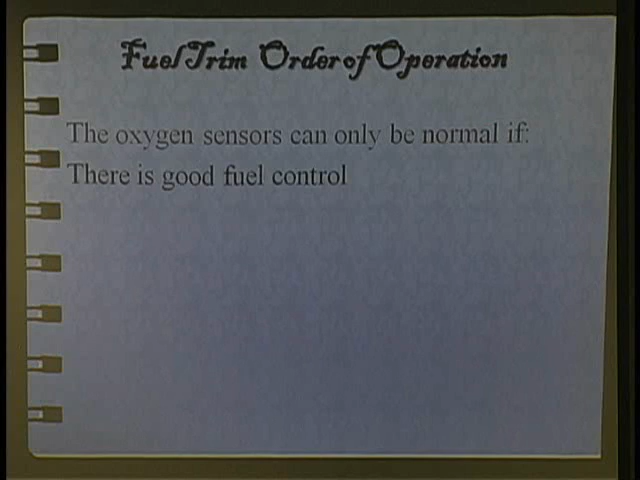 Fuel Trim Order of Operation
The oxygen sensors can only be normal if:
There is good fuel control